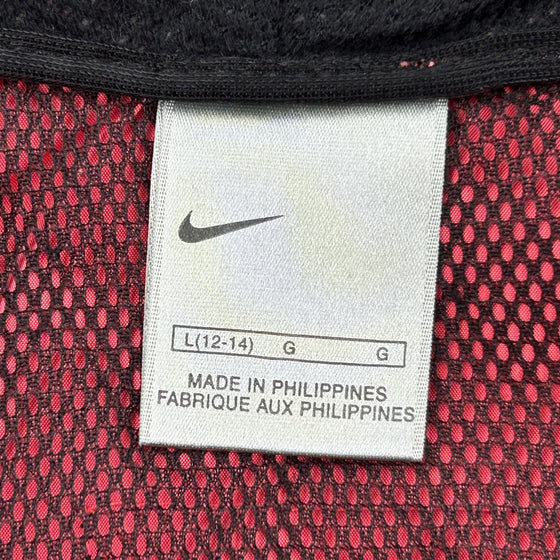 L(12-14) G G
MADE IN PHILIPPINES
FABRIQUE AUX PHILIPPINES